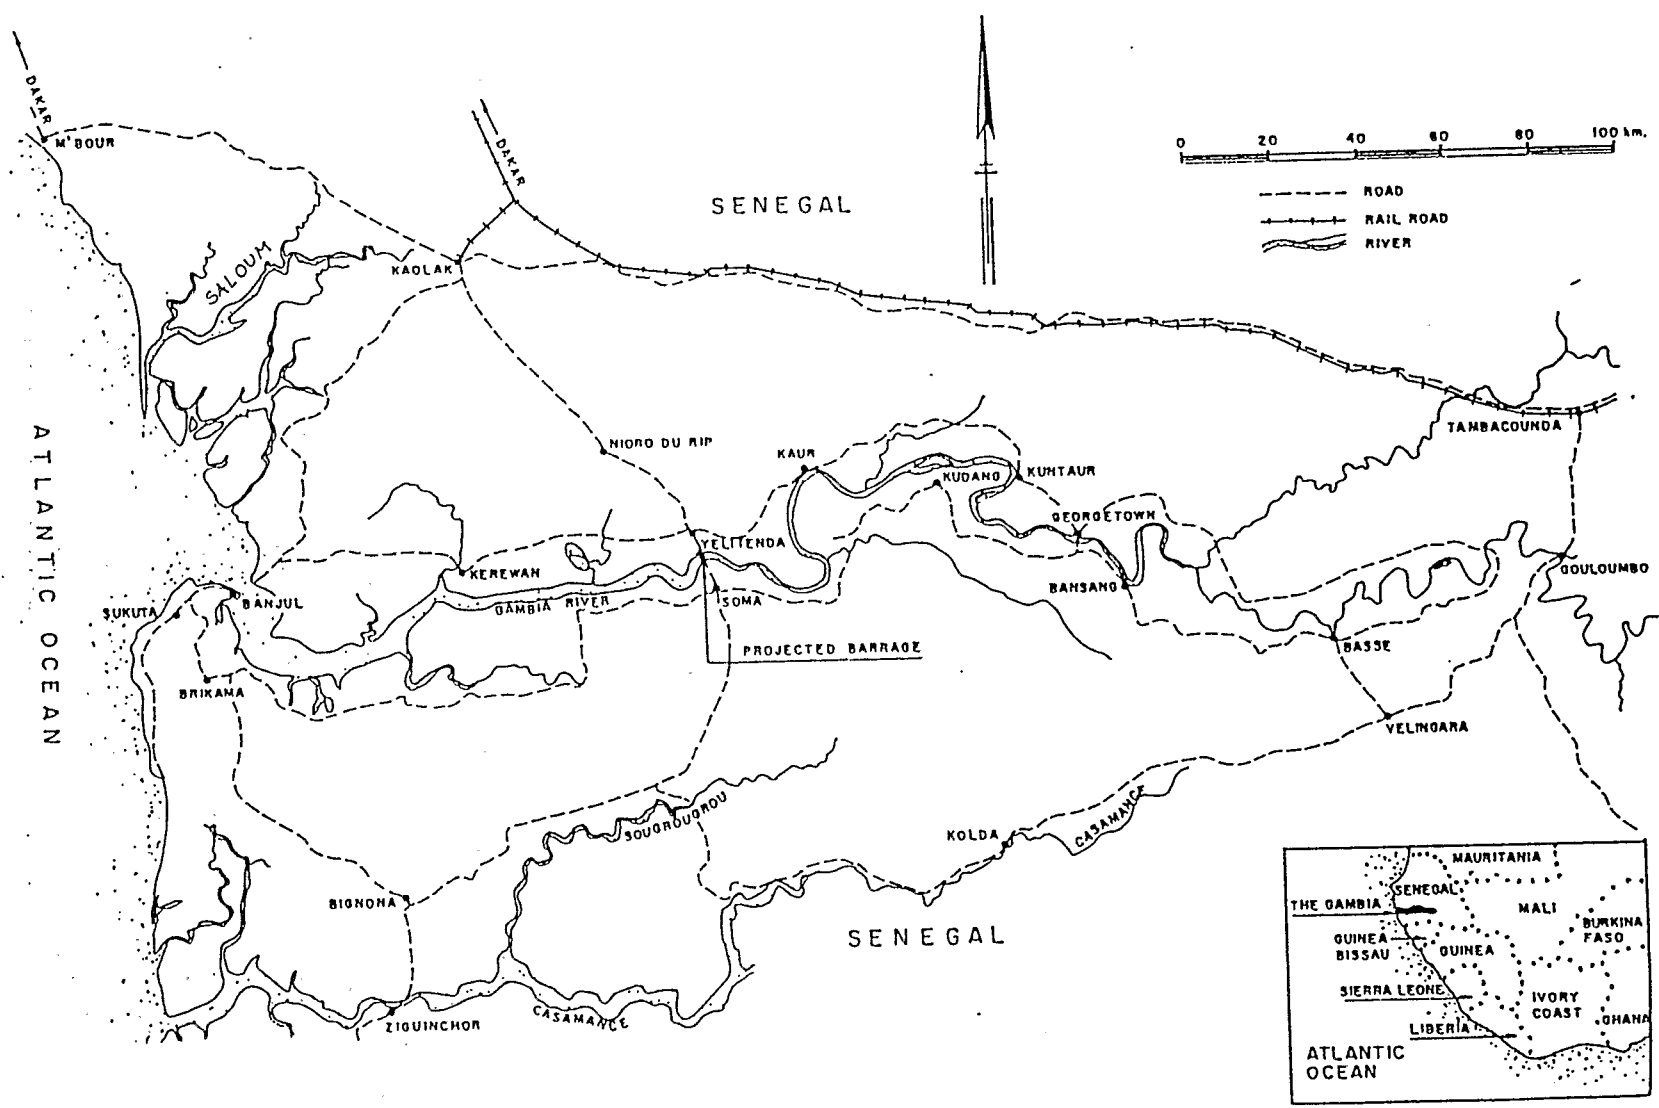 DAKAR
M'BOUR
DAKAR
SENEGAL
0 20 40 60 80 100 km.
ROAD
RAIL ROAD
RIVER
SALOUM
KAOLAK
TAMBACOUNDA
NIORO DU RIP
KAUR
KUDANG
KUNTAUR
GEORGETOWN
YELITENDA
KEREWAN
GAMBIA RIVER
SOMA
BANSANG
GOULOUMBO
SUKUTA
BANJUL
PROJECTED BARRAGE
BASSE
BRIKAMA
ATLANTIC OCEAN
VELINGARA
SOUGROUGROU
KOLDA
CASAMANCE
BIGNONA
SENEGAL
ZIGUINCHOR
CASAMANCE
MAURITANIA
SENEGAL
THE GAMBIA
MALI
BURKINA
FASO
GUINEA
BISSAU
GUINEA
SIERRA LEONE
IVORY
COAST
GHANA
LIBERIA
ATLANTIC
OCEAN